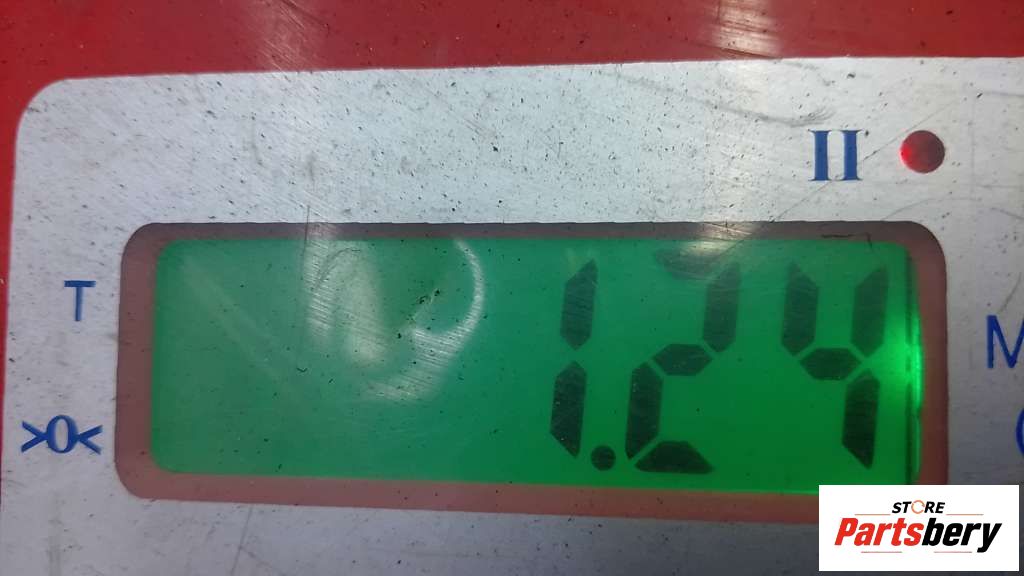 II
T
1.24
M
>0<
STORE
Partsbery